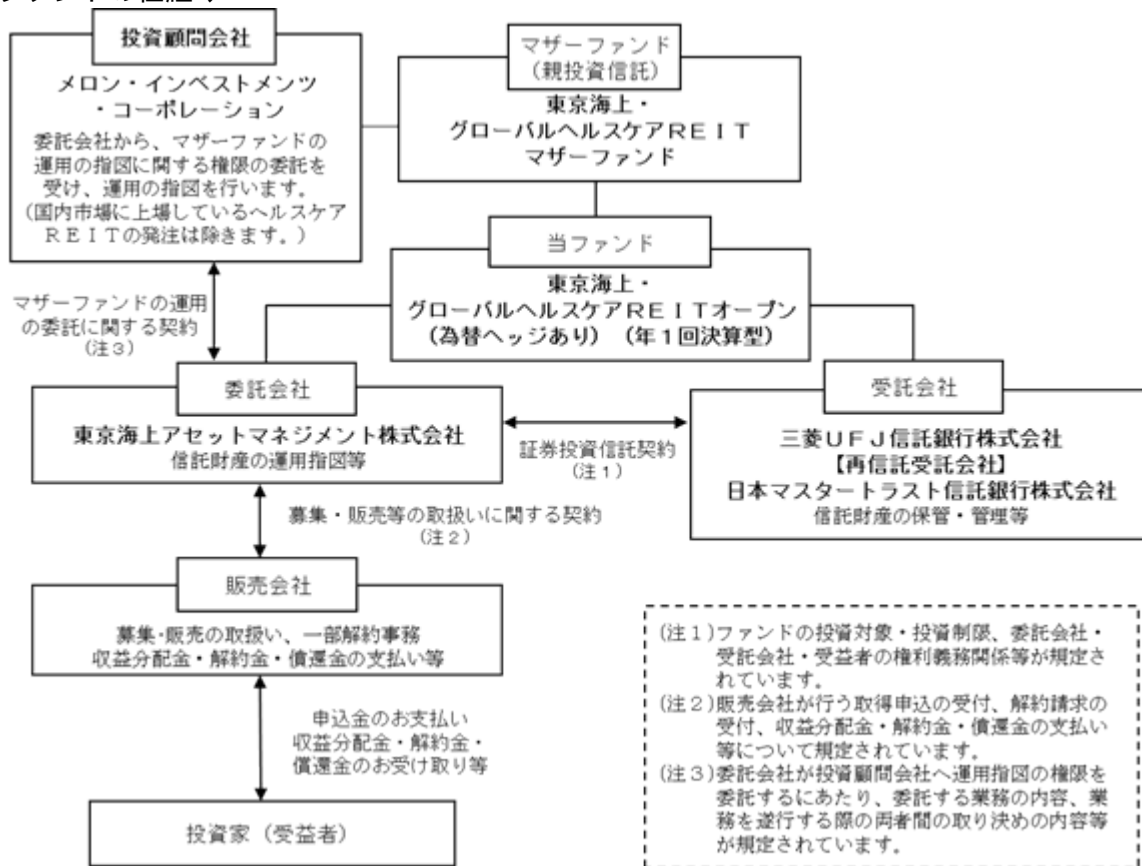 投資顧問会社
メロン・インベストメンツ
・コーポレーション
委託会社から、マザーファンドの
運用の指図に関する権限の委託を
受け、運用の指図を行います。
(国内市場に上場しているヘルスケア
ＲＥＩＴの発注は除きます。)
マザーファンド
(親投資信託)
東京海上・
グローバルヘルスケアＲＥＩＴ
マザーファンド
当ファンド
東京海上・
グローバルヘルスケアＲＥＩＴオープン
(為替ヘッジあり)（年１回決算型）
マザーファンドの運用
の委託に関する契約
(注３)
委託会社
東京海上アセットマネジメント株式会社
信託財産の運用指図等
証券投資信託契約
(注１)
受託会社
三菱ＵＦＪ信託銀行株式会社
【再信託受託会社】
日本マスタートラスト信託銀行株式会社
信託財産の保管・管理等
募集・販売等の取扱いに関する契約
(注２)
販売会社
募集・販売の取扱い、一部解約事務
収益分配金・解約金・償還金の支払い等
申込金のお支払い
収益分配金・解約金・
償還金のお受け取り等
投資家（受益者）
(注１)ファンドの投資対象・投資制限、委託会社・
受託会社・受益者の権利義務関係等が規定さ
れています。
(注２)販売会社が行う取得申込の受付、解約請求の
受付、収益分配金・解約金・償還金の支払い
等について規定されています。
(注３)委託会社が投資顧問会社へ運用指図の権限を
委託するにあたり、委託する業務の内容、業
務を遂行する際の両者間の取り決めの内容等
が規定されています。